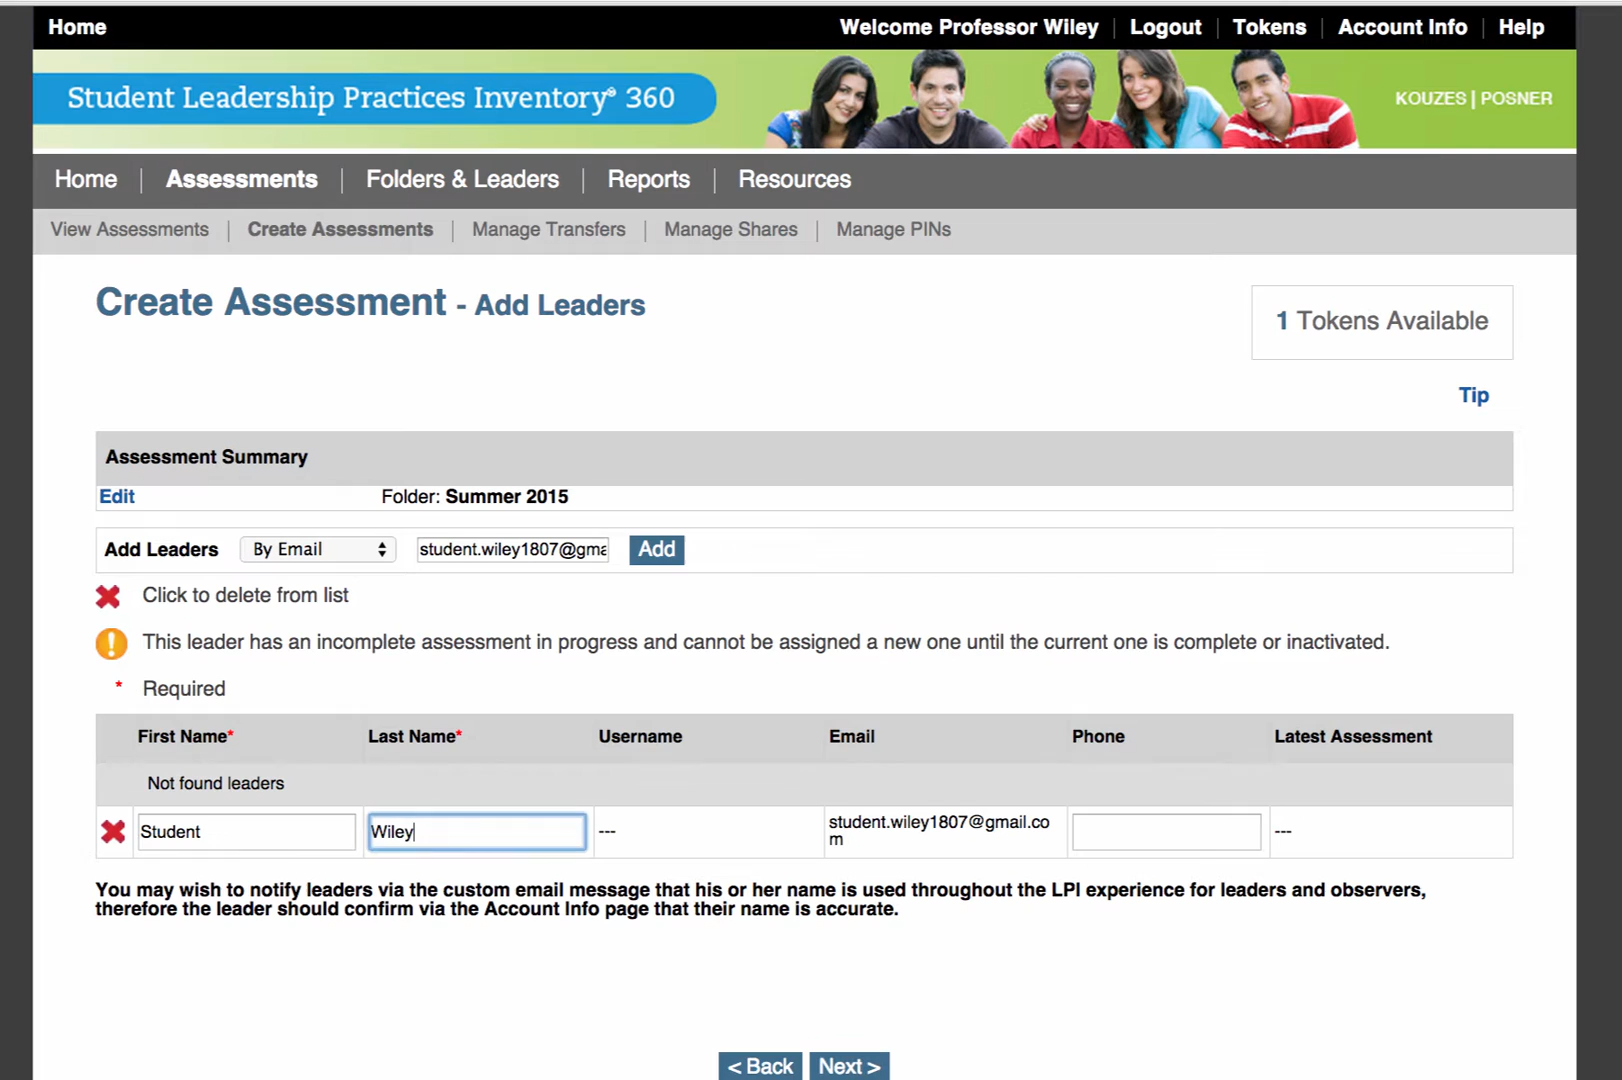 Home
Welcome Professor Wiley | Logout | Tokens | Account Info | Help
Student Leadership Practices Inventory® 360
KOUZES | POSNER
Home | Assessments | Folders & Leaders | Reports | Resources
View Assessments | Create Assessments | Manage Transfers | Manage Shares | Manage PINs
Create Assessment - Add Leaders
1 Tokens Available
Tip
Assessment Summary
Edit Folder: Summer 2015
Add Leaders By Email student.wiley1807@gma Add
Click to delete from list
! This leader has an incomplete assessment in progress and cannot be assigned a new one until the current one is complete or inactivated.
* Required
First Name* Last Name* Username Email Phone Latest Assessment
Not found leaders
Student Wiley --- student.wiley1807@gmail.co ---
m
You may wish to notify leaders via the custom email message that his or her name is used throughout the LPI experience for leaders and observers,
therefore the leader should confirm via the Account Info page that their name is accurate.
< Back Next >